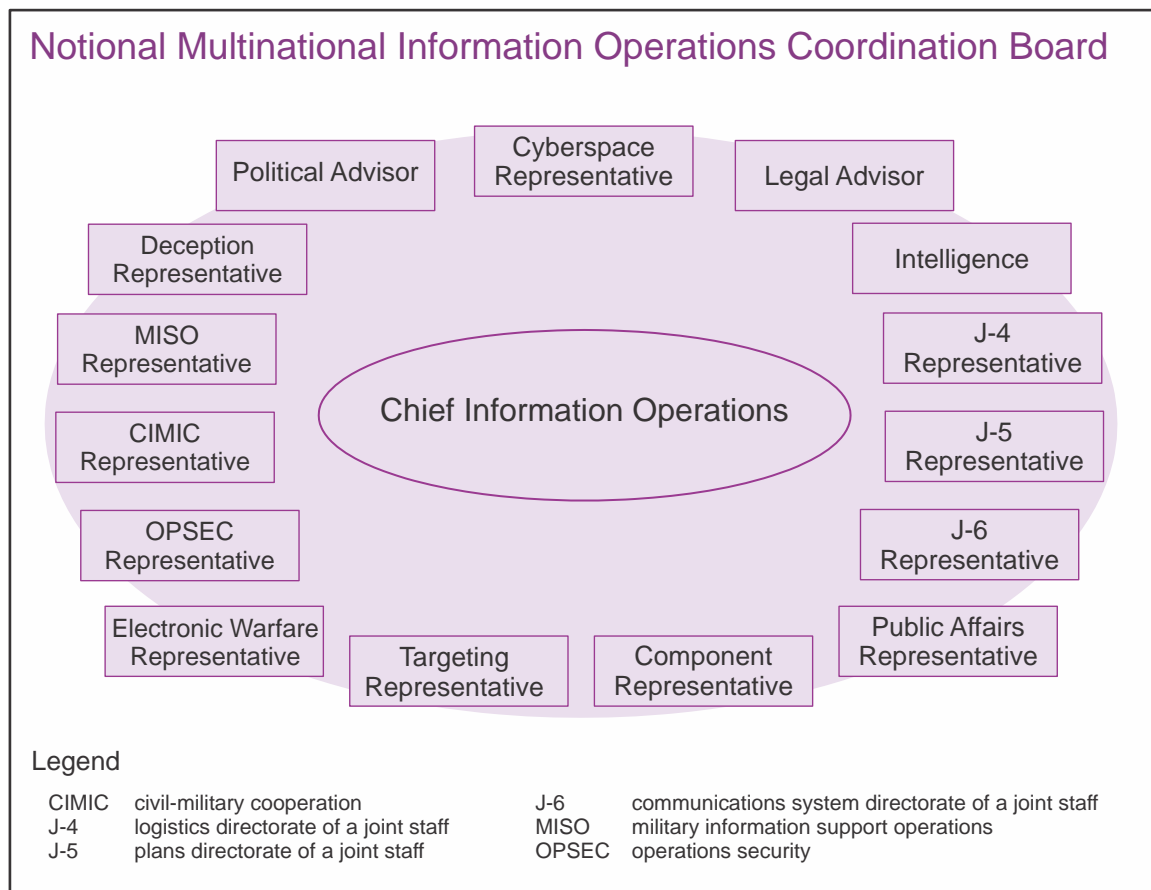 Notional Multinational Information Operations Coordination Board
Political Advisor
Cyberspace
Representative
Legal Advisor
Deception
Representative
Intelligence
MISO
Representative
J-4
Representative
Chief Information Operations
CIMIC
Representative
J-5
Representative
OPSEC
Representative
J-6
Representative
Electronic Warfare
Representative
Targeting
Representative
Component
Representative
Public Affairs
Representative
Legend
CIMIC civil-military cooperation
J-4 logistics directorate of a joint staff
J-5 plans directorate of a joint staff
J-6 communications system directorate of a joint staff
MISO military information support operations
OPSEC operations security